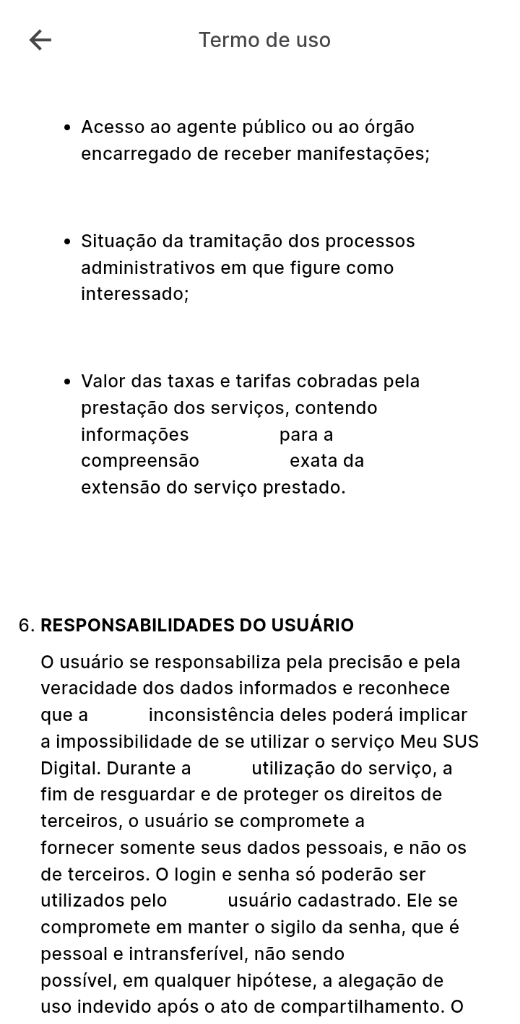 Termo de uso
• Acesso ao agente público ou ao órgão
encarregado de receber manifestações;
• Situação da tramitação dos processos
administrativos em que figure como
interessado;
• Valor das taxas e tarifas cobradas pela
prestação dos serviços, contendo
informações para a
compreensão exata da
extensão do serviço prestado.
6. RESPONSABILIDADES DO USUÁRIO
O usuário se responsabiliza pela precisão e pela
veracidade dos dados informados e reconhece
que a inconsistência deles poderá implicar
a impossibilidade de se utilizar o serviço Meu SUS
Digital. Durante a utilização do serviço, a
fim de resguardar e de proteger os direitos de
terceiros, o usuário se compromete a
fornecer somente seus dados pessoais, e não os
de terceiros. O login e senha só poderão ser
utilizados pelo usuário cadastrado. Ele se
compromete em manter o sigilo da senha, que é
pessoal e intransferível, não sendo
possível, em qualquer hipótese, a alegação de
uso indevido após o ato de compartilhamento. O